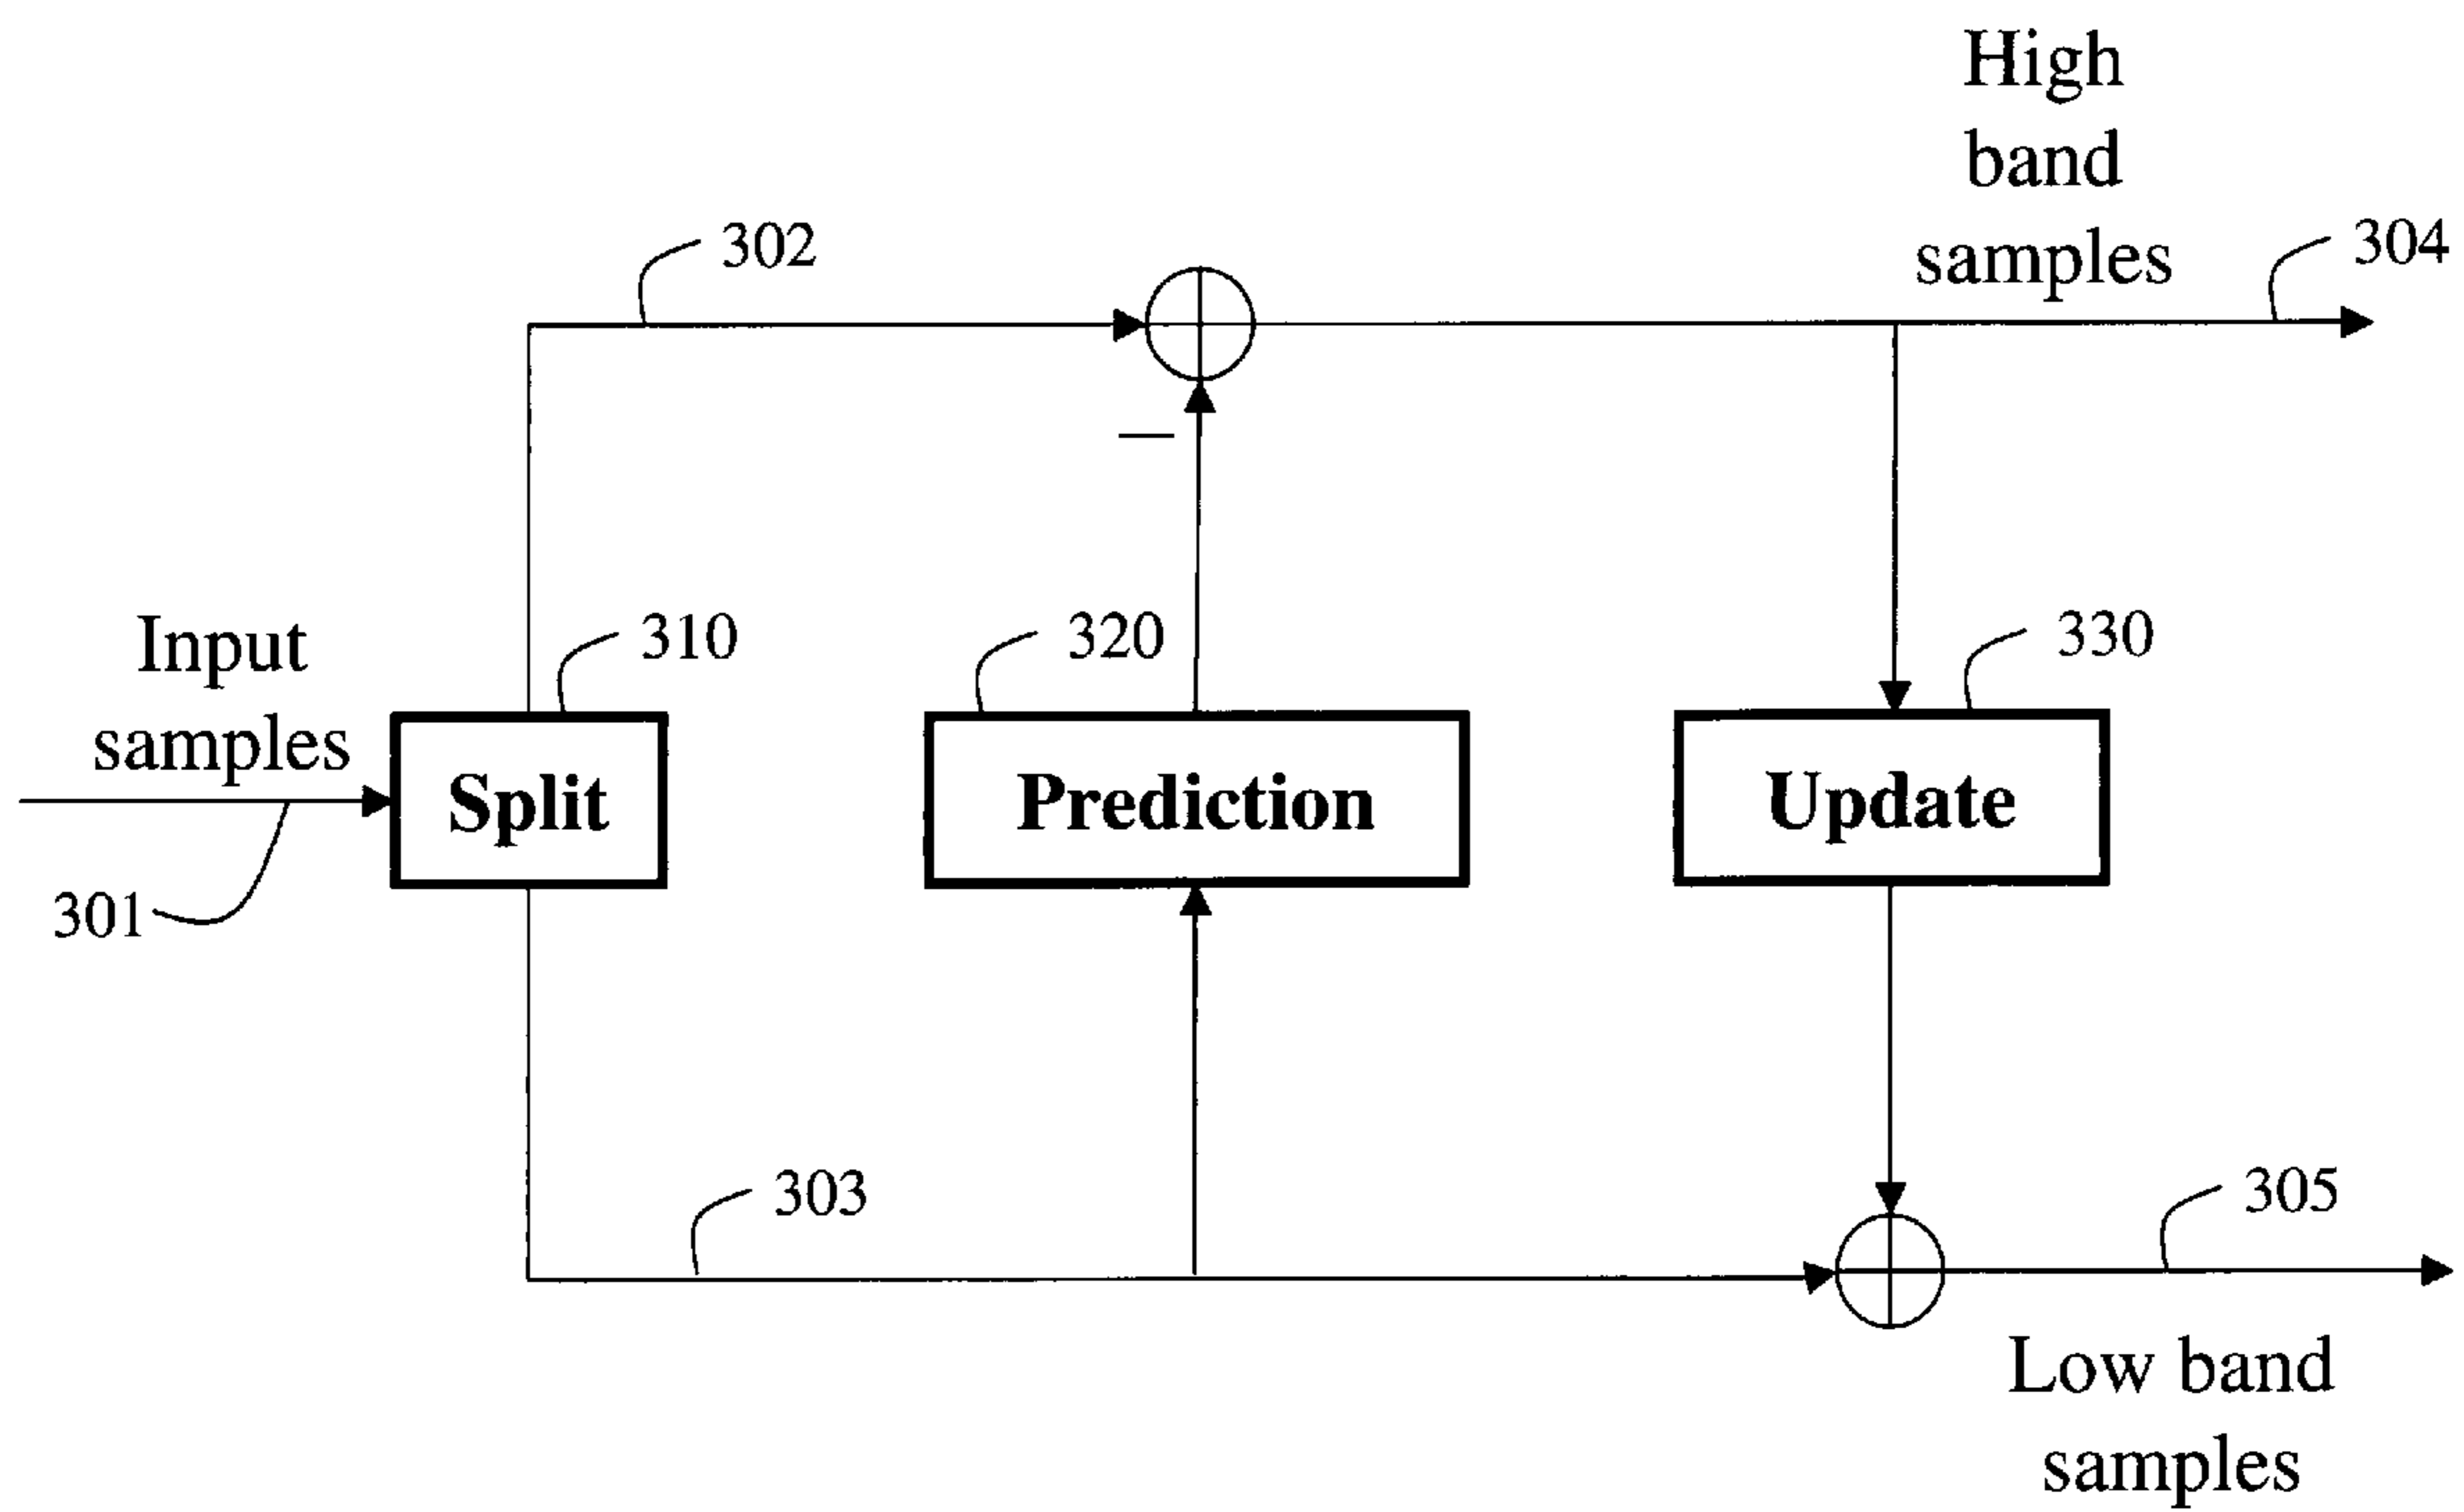 High
band
samples
304
302
Input
samples
310
320
330
Split
Prediction
Update
301
303
305
Low band
samples